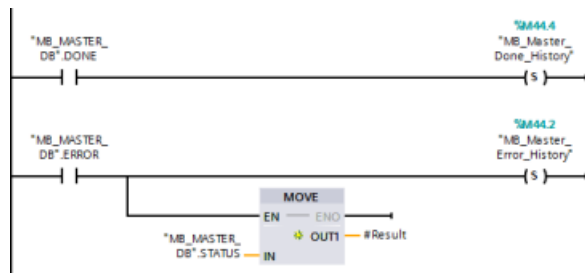 %M44.4
"MB_MASTER_
DB".DONE
"MB_Master_
Done_History"
S
%M44.2
"MB_MASTER_
DB".ERROR
"MB_Master_
Error_History"
S
MOVE
EN
ENO
"MB_MASTER_
DB".STATUS
IN
OUT1
#Result